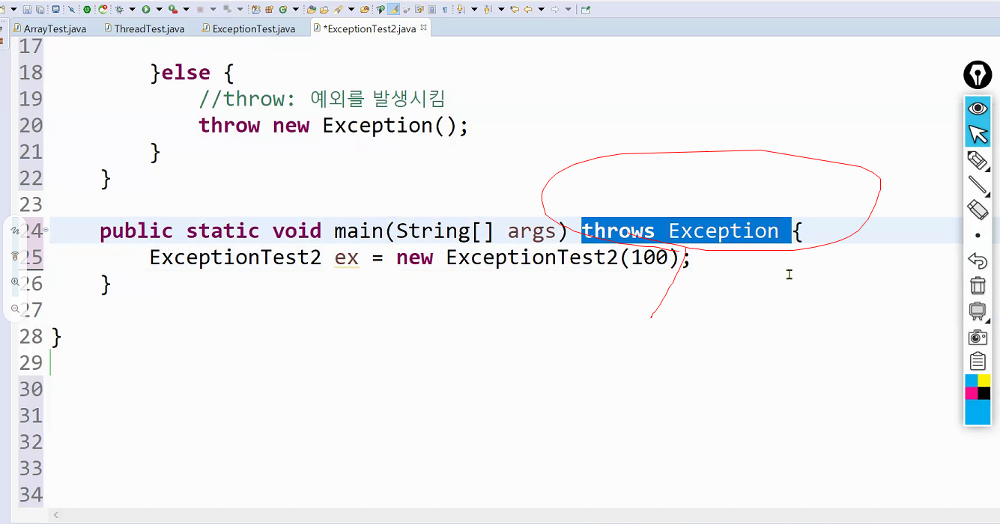 ArrayTest.java ThreadTest.java ExceptionTest.java *ExceptionTest2.java
17
18 }else {
19 //throw: 예외를 발생시킴
20 throw new Exception();
21 }
22 }
23
24 public static void main(String[] args) throws Exception {
25 ExceptionTest2 ex = new ExceptionTest2(100);
26 }
27
28 }
29
30
31
32
33
34